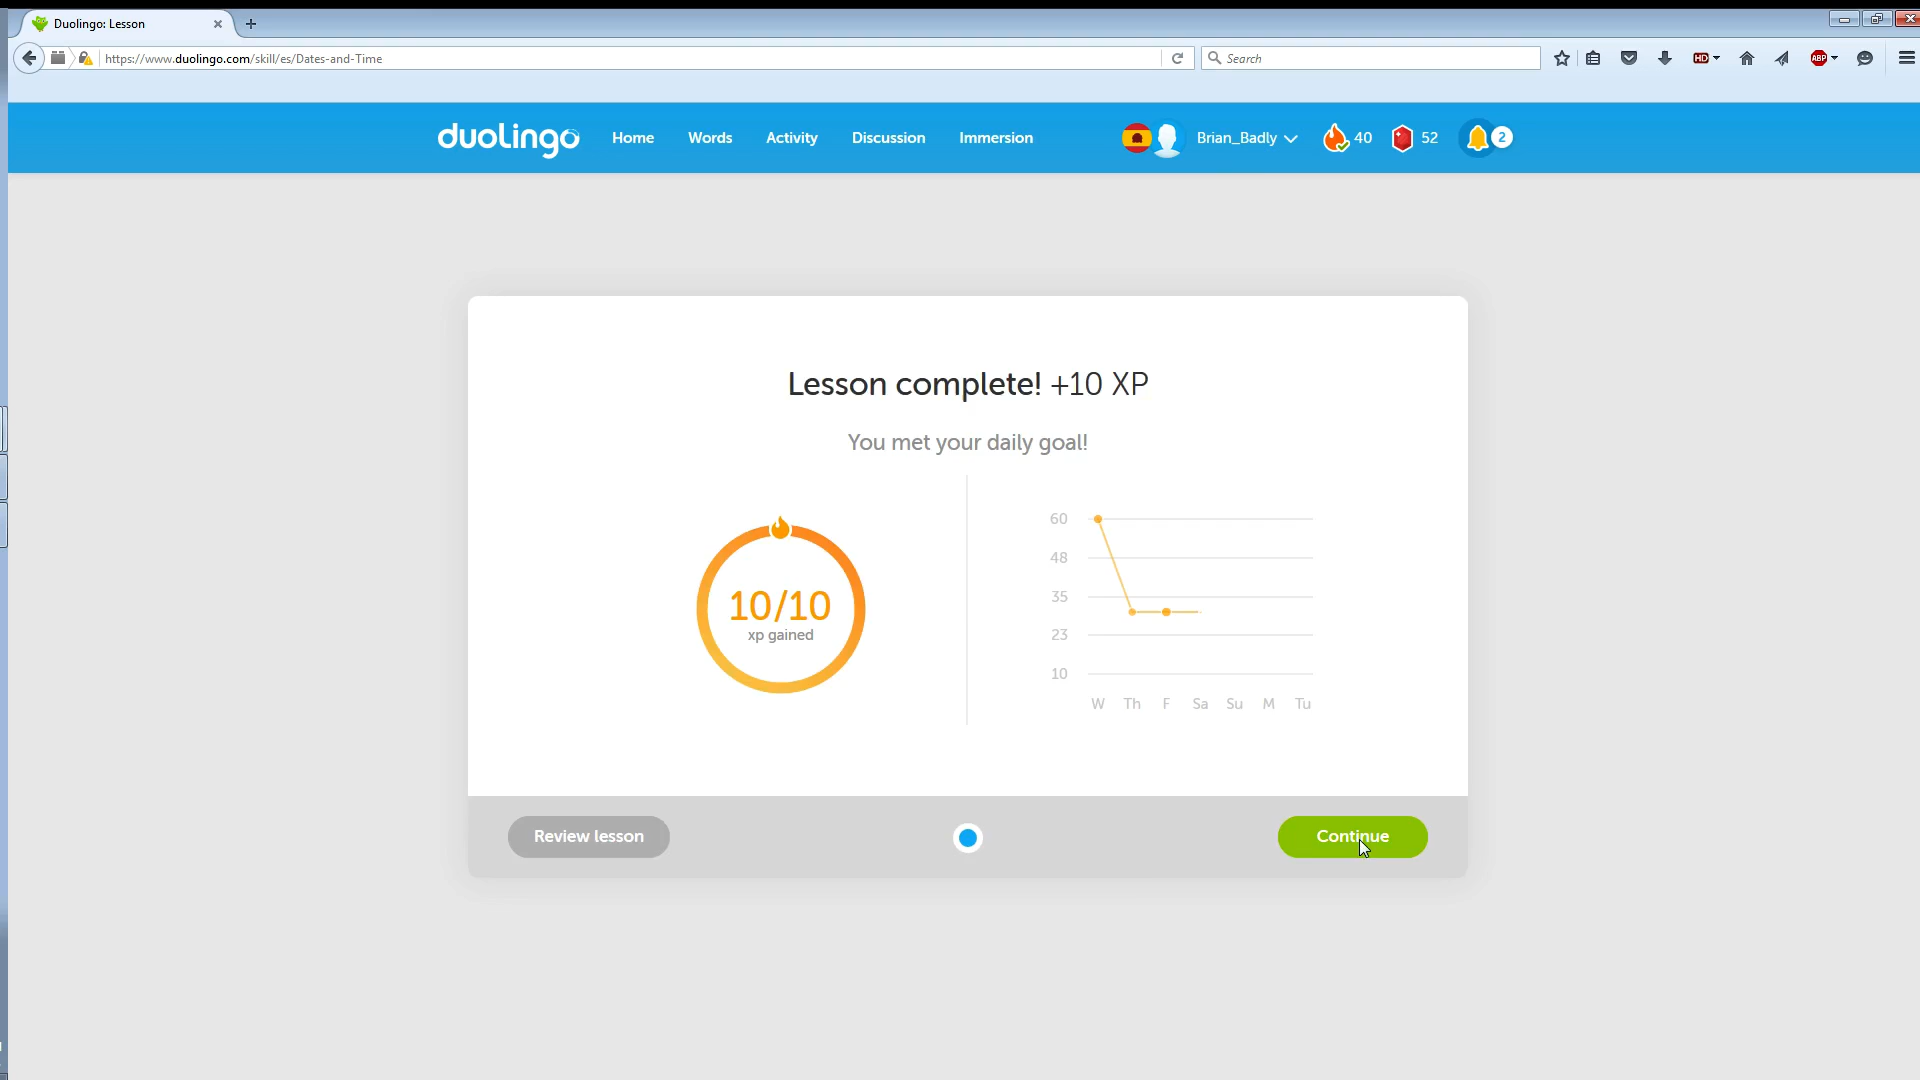 Duolingo: Lesson
https://www.duolingo.com/skill/es/Dates-and-Time
Search
HD
ABP
duolingo
Home
Words
Activity
Discussion
Immersion
Brian_Badly
40
52
2
Lesson complete! +10 XP
You met your daily goal!
10/10
xp gained
60
48
35
23
10
W Th F Sa Su M Tu
Review lesson
Continue